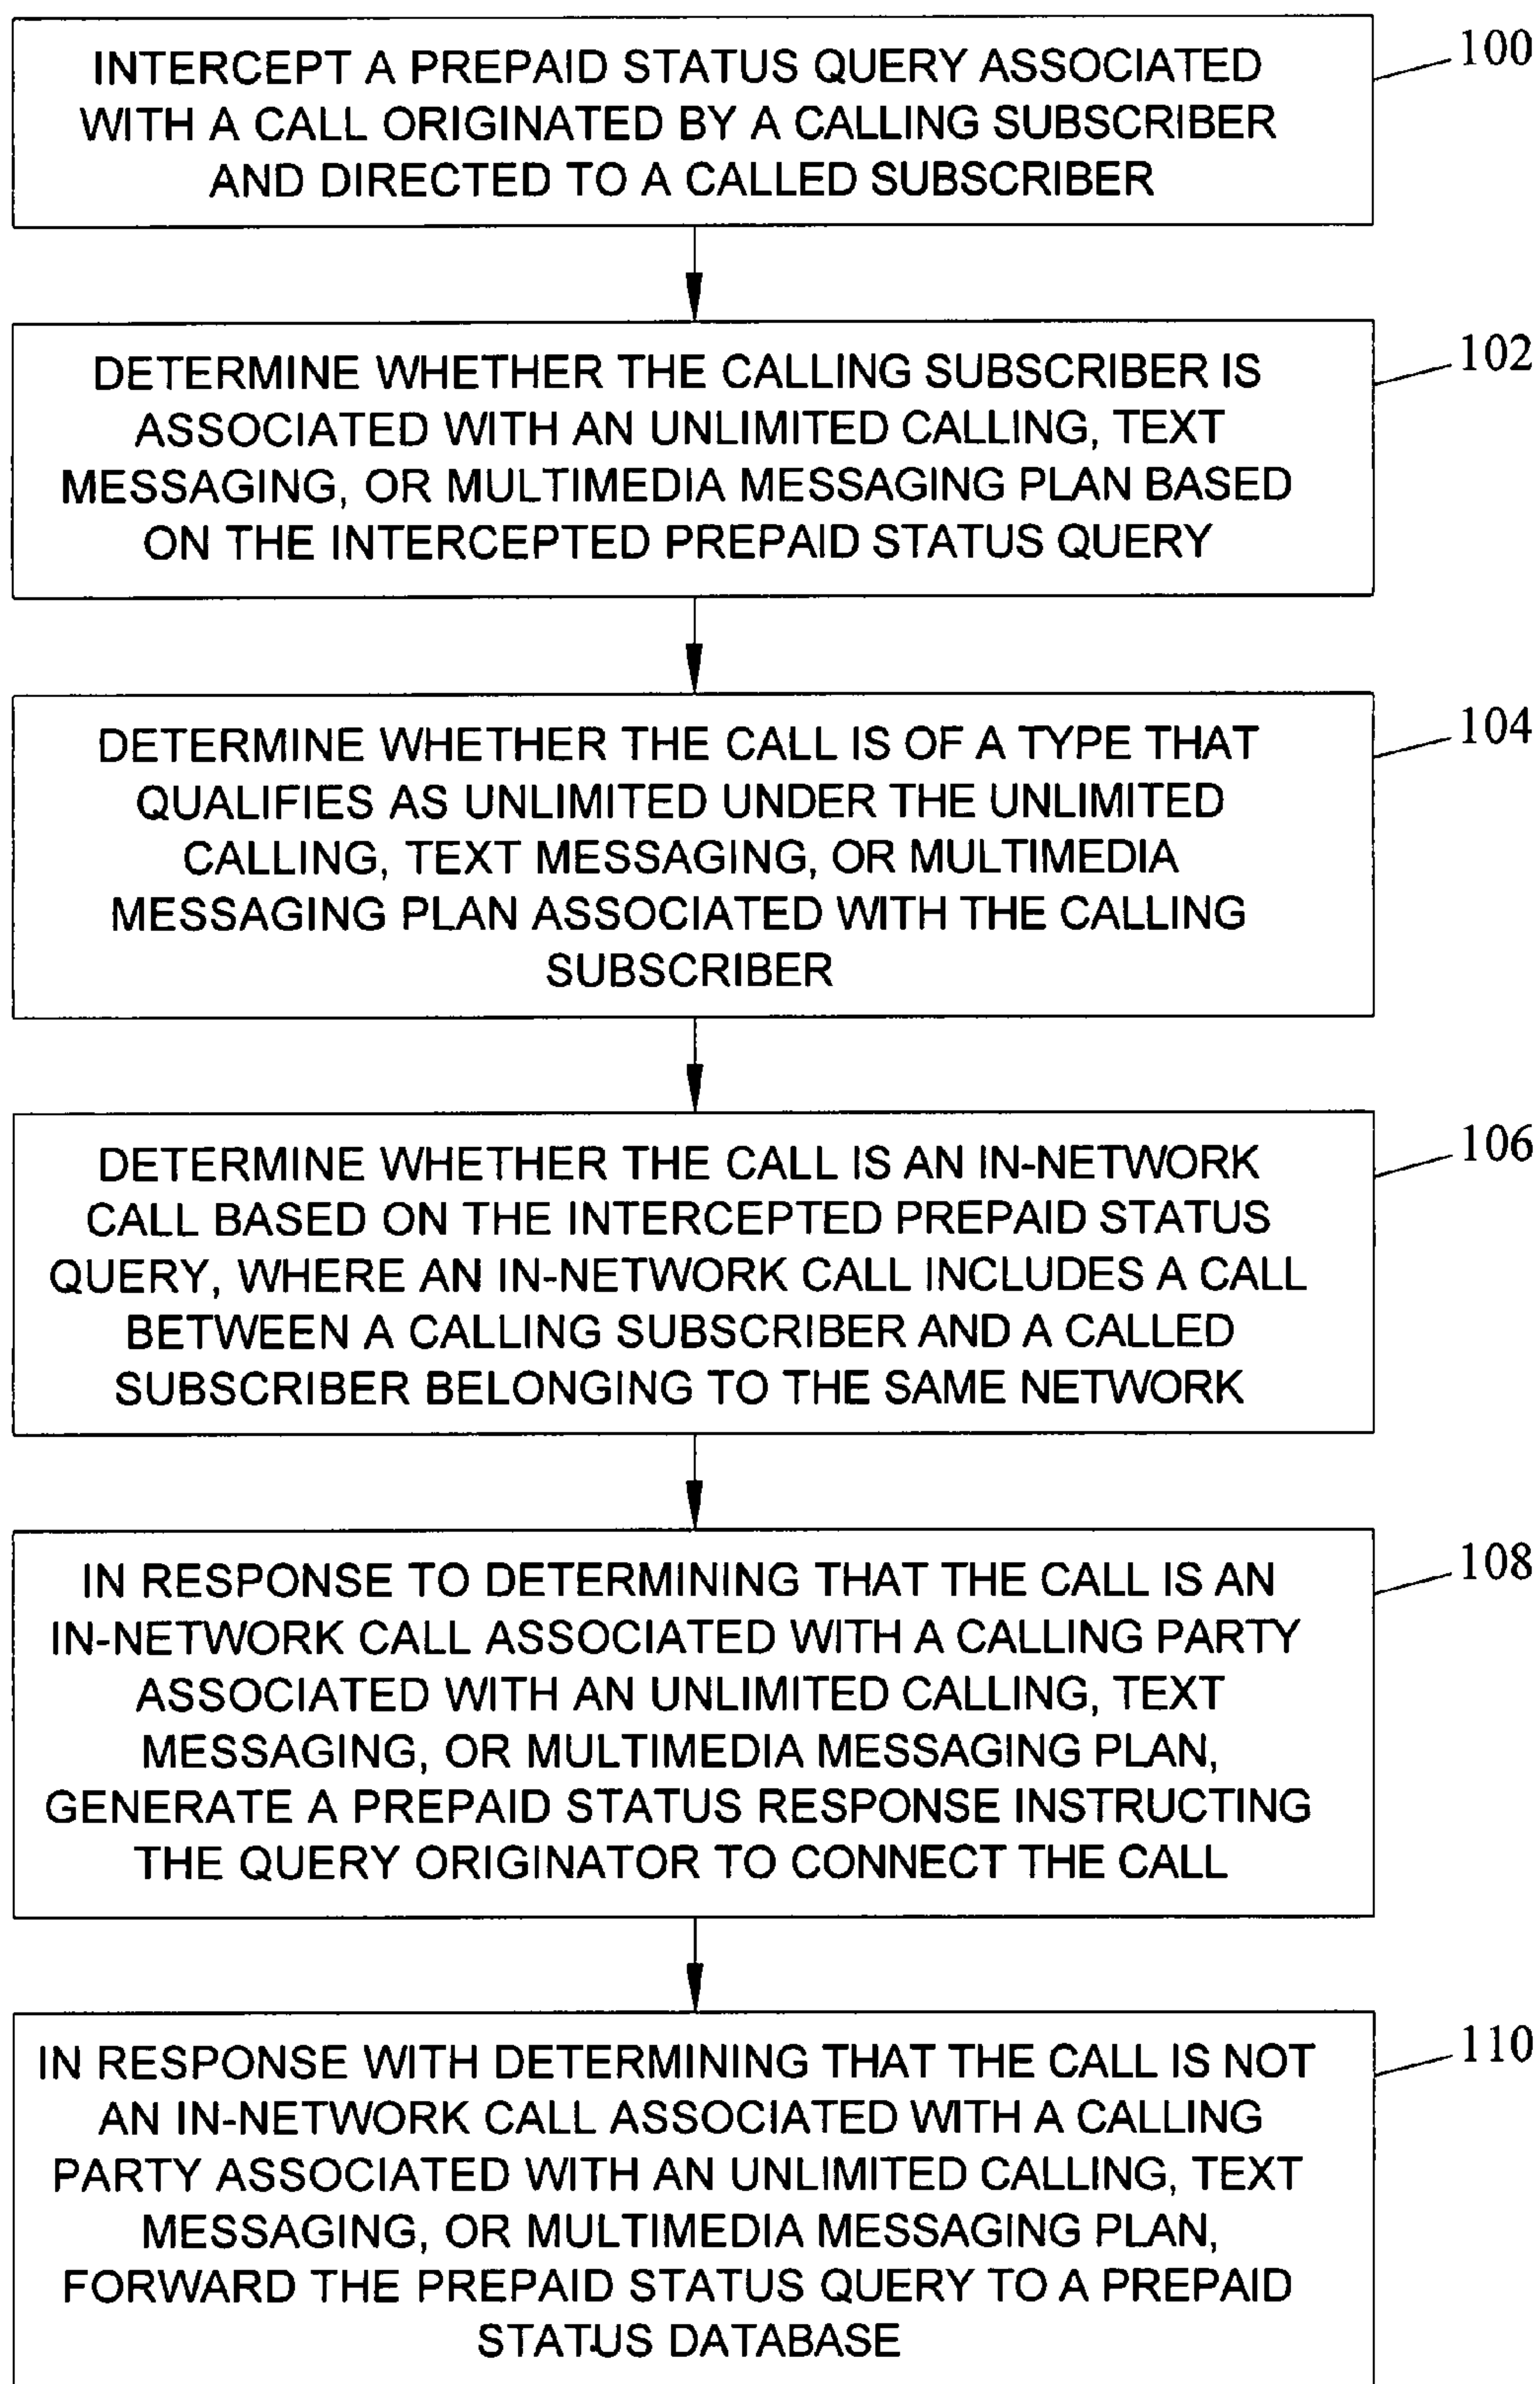 INTERCEPT A PREPAID STATUS QUERY ASSOCIATED
WITH A CALL ORIGINATED BY A CALLING SUBSCRIBER
AND DIRECTED TO A CALLED SUBSCRIBER
100
DETERMINE WHETHER THE CALLING SUBSCRIBER IS
ASSOCIATED WITH AN UNLIMITED CALLING, TEXT
MESSAGING, OR MULTIMEDIA MESSAGING PLAN BASED
ON THE INTERCEPTED PREPAID STATUS QUERY
102
DETERMINE WHETHER THE CALL IS OF A TYPE THAT
QUALIFIES AS UNLIMITED UNDER THE UNLIMITED
CALLING, TEXT MESSAGING, OR MULTIMEDIA
MESSAGING PLAN ASSOCIATED WITH THE CALLING
SUBSCRIBER
104
DETERMINE WHETHER THE CALL IS AN IN-NETWORK
CALL BASED ON THE INTERCEPTED PREPAID STATUS
QUERY, WHERE AN IN-NETWORK CALL INCLUDES A CALL
BETWEEN A CALLING SUBSCRIBER AND A CALLED
SUBSCRIBER BELONGING TO THE SAME NETWORK
106
IN RESPONSE TO DETERMINING THAT THE CALL IS AN
IN-NETWORK CALL ASSOCIATED WITH A CALLING PARTY
ASSOCIATED WITH AN UNLIMITED CALLING, TEXT
MESSAGING, OR MULTIMEDIA MESSAGING PLAN,
GENERATE A PREPAID STATUS RESPONSE INSTRUCTING
THE QUERY ORIGINATOR TO CONNECT THE CALL
108
IN RESPONSE WITH DETERMINING THAT THE CALL IS NOT
AN IN-NETWORK CALL ASSOCIATED WITH A CALLING
PARTY ASSOCIATED WITH AN UNLIMITED CALLING, TEXT
MESSAGING, OR MULTIMEDIA MESSAGING PLAN,
FORWARD THE PREPAID STATUS QUERY TO A PREPAID
STATUS DATABASE
110